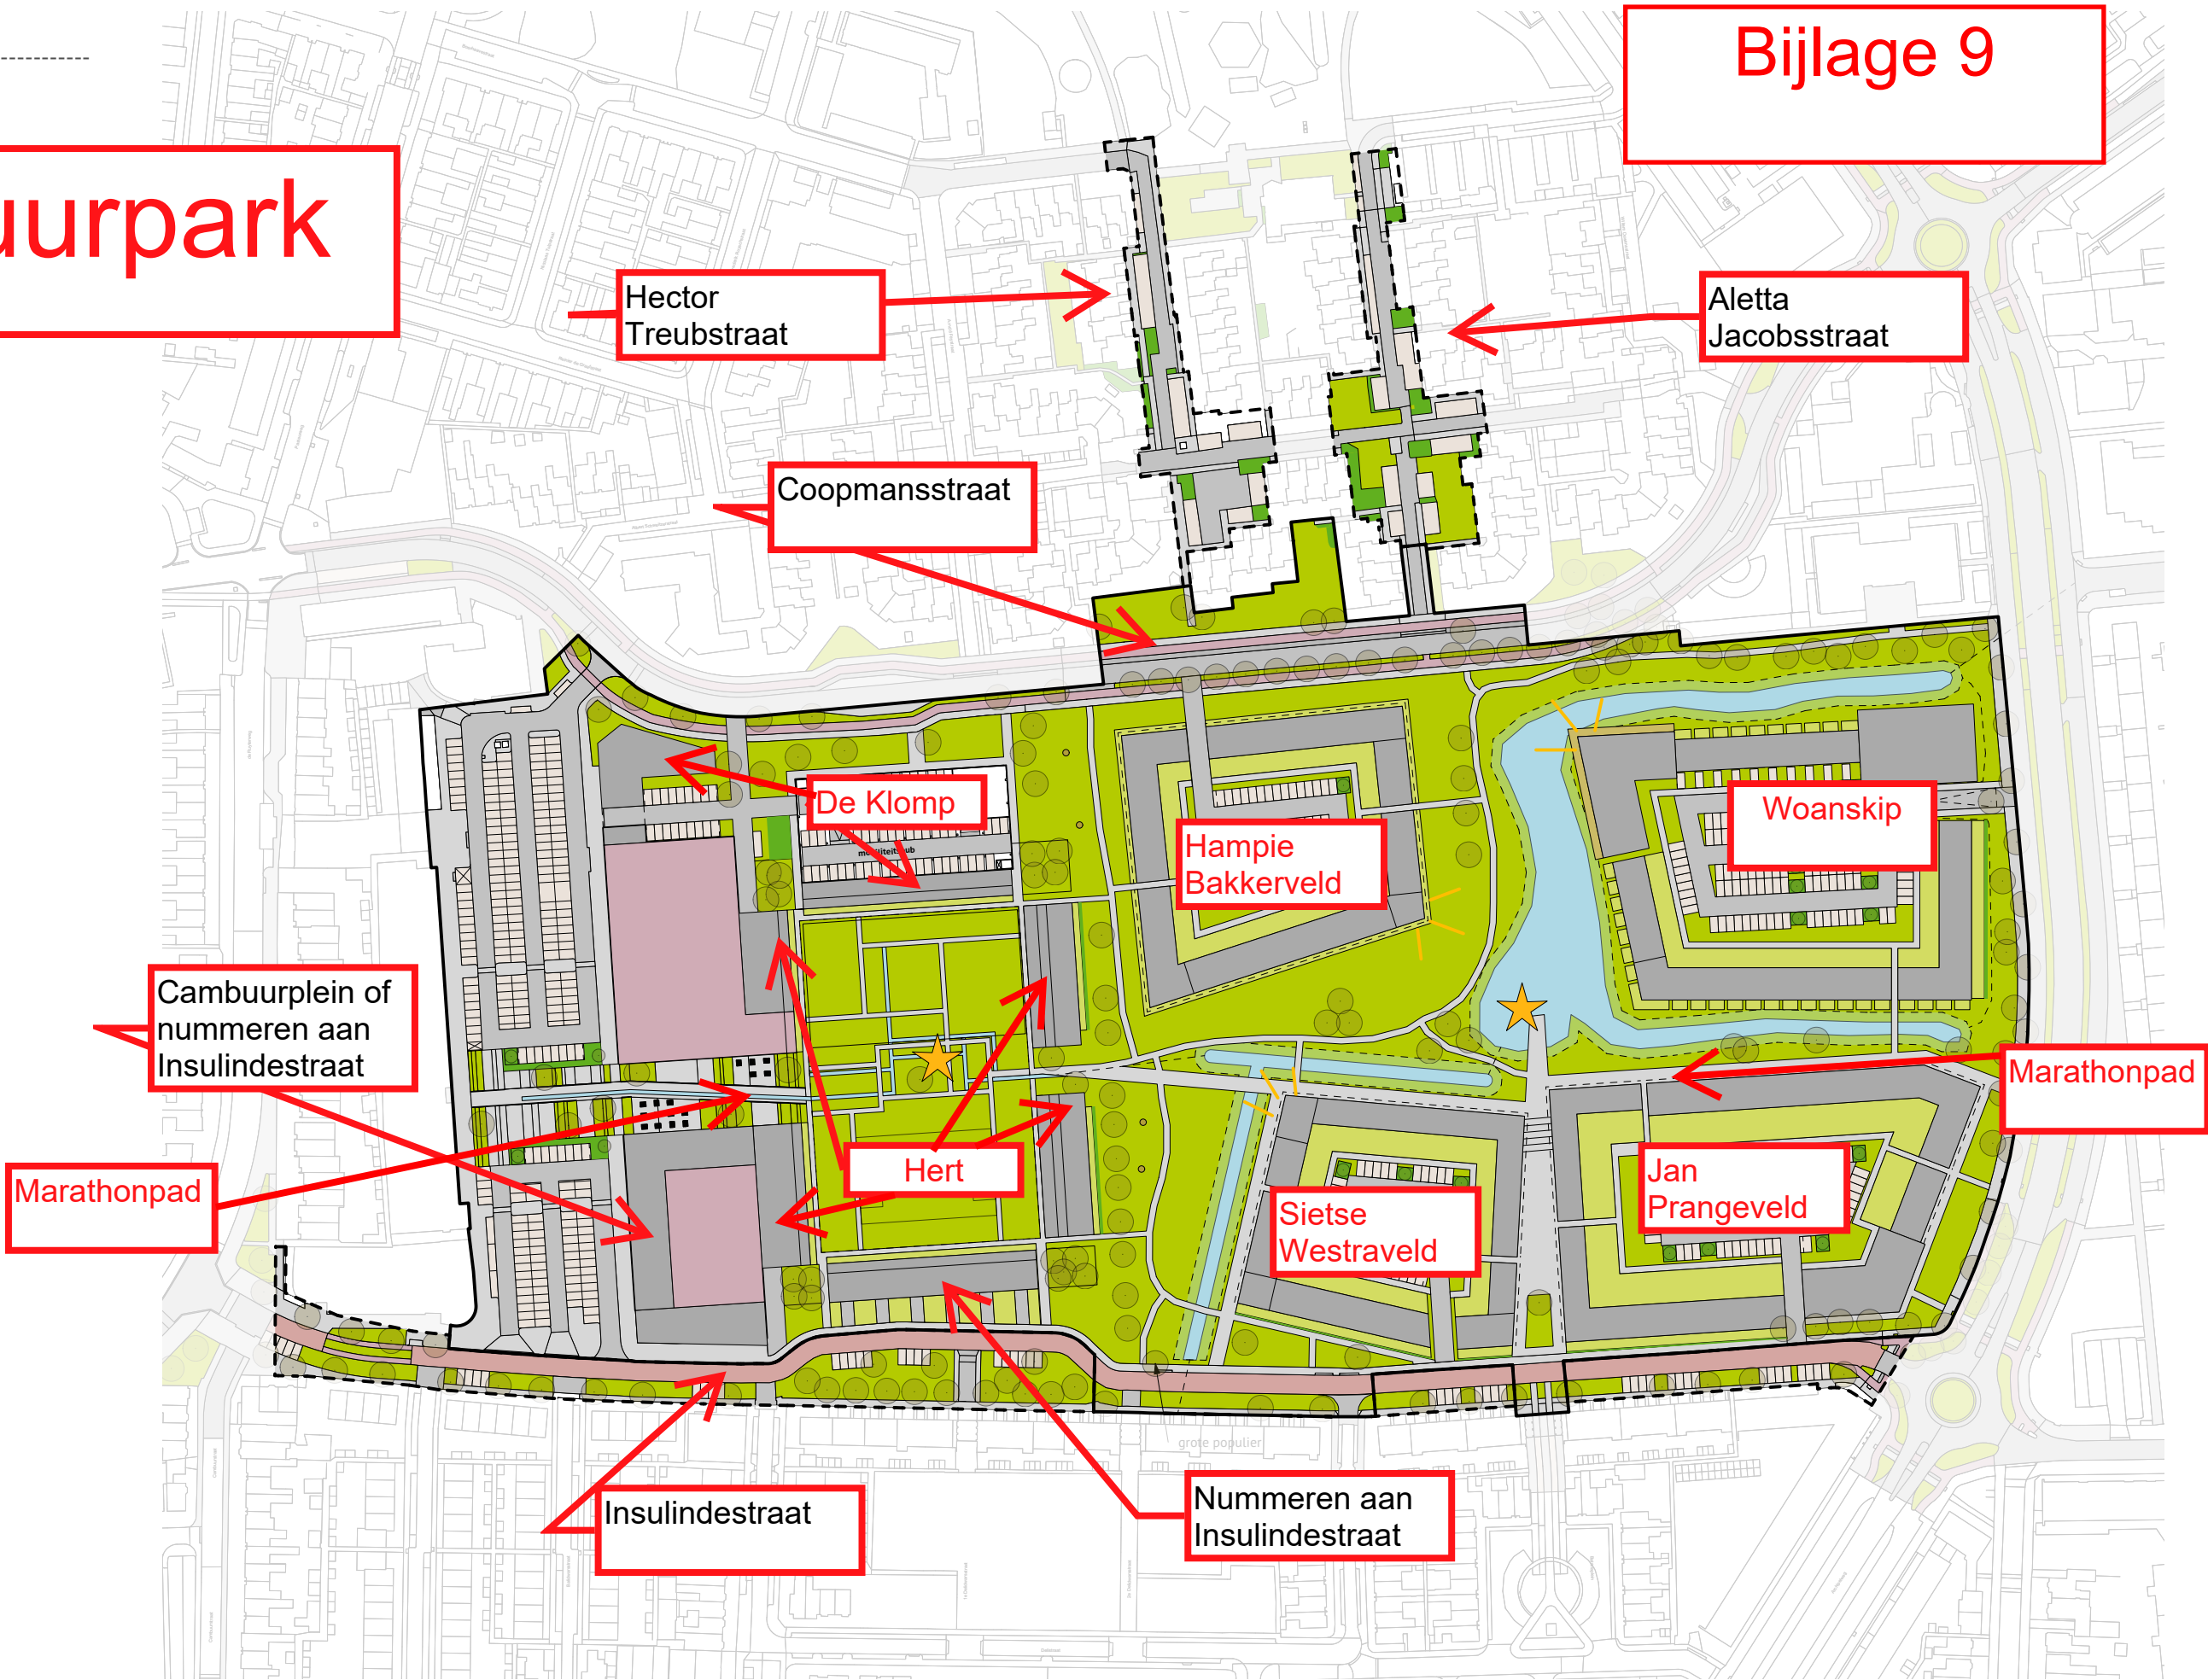 Bijlage 9
uurpark
Hector
Treubstraat
Aletta
Jacobsstraat
Coopmansstraat
De Klomp
Woanskip
Hampie
Bakkerveld
Cambuurplein of
nummeren aan
Insulindestraat
Marathonpad
Marathonpad
Hert
Jan
Prangeveld
Sietse
Westraveld
grote populier
Insulindestraat
Nummeren aan
Insulindestraat